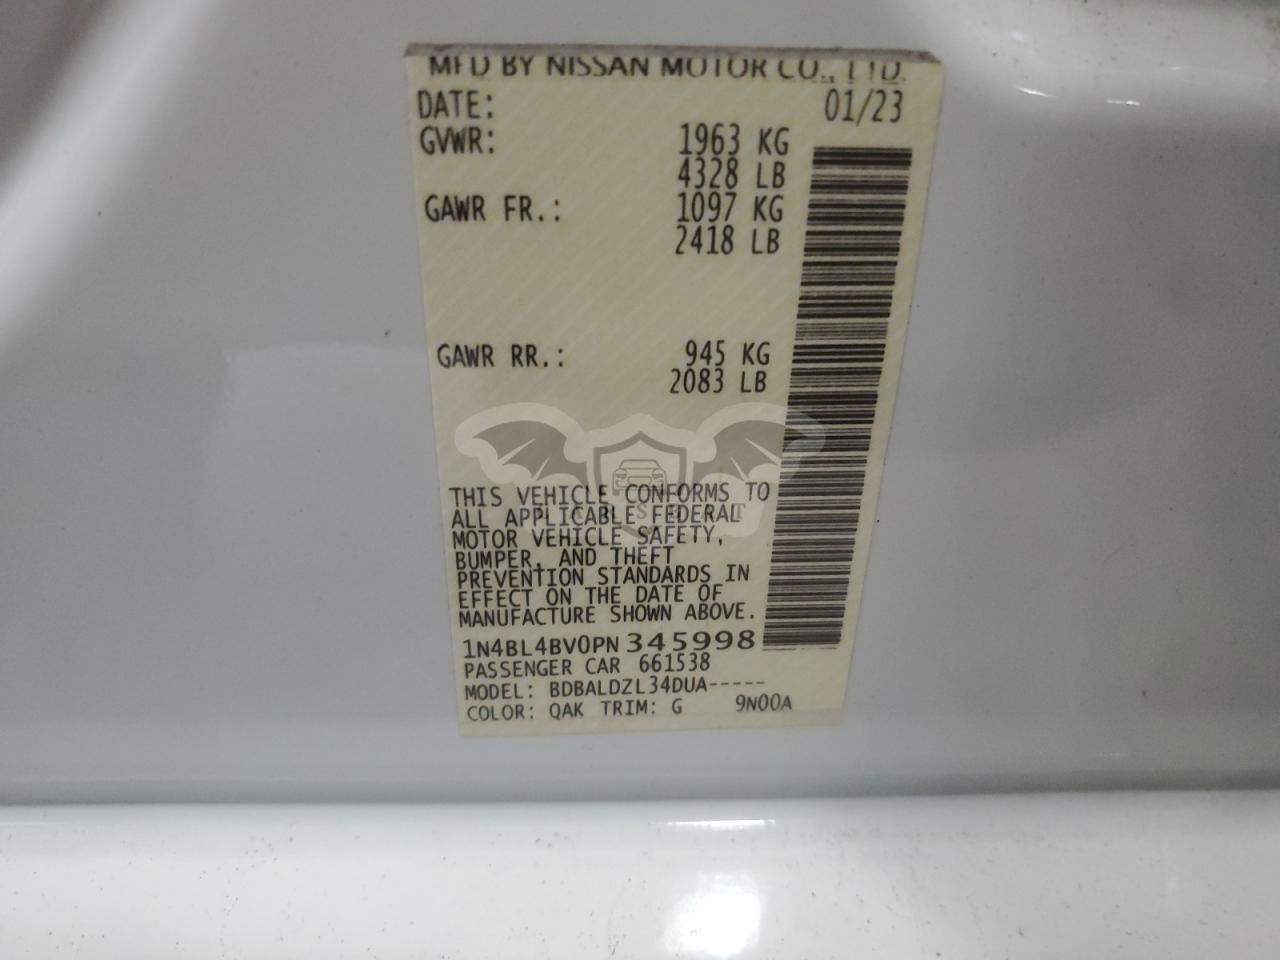 MFD BY NISSAN MOTOR CO., LTD.
DATE: 01/23
GVWR: 1963 KG
4328 LB
GAWR FR.: 1097 KG
2418 LB
GAWR RR.: 945 KG
2083 LB
THIS VEHICLE CONFORMS TO
ALL APPLICABLE FEDERAL
MOTOR VEHICLE SAFETY,
BUMPER, AND THEFT
PREVENTION STANDARDS IN
EFFECT ON THE DATE OF
MANUFACTURE SHOWN ABOVE.
1N4BL4BV0PN345998
PASSENGER CAR 661538
MODEL: BDBALDZL34DUA-----
COLOR: QAK TRIM: G 9N00A